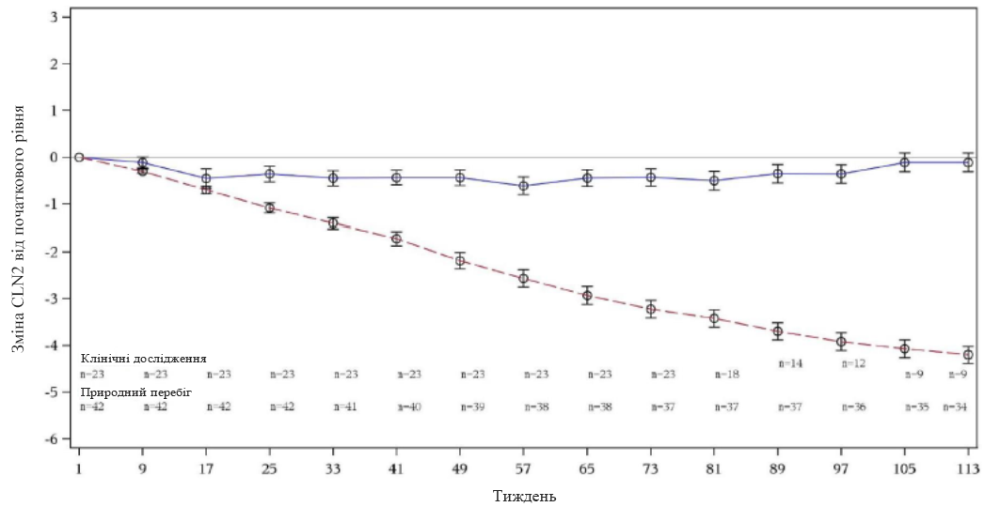 3
2
1
0
-1
-2
-3
-4
-5
-6
Зміна CLN2 від початкового рівня
Клінічні дослідження
n=23 n=23 n=23 n=23 n=23 n=23 n=23 n=23 n=23 n=23 n=18 n=14 n=12 n=9 n=9
Природний перебіг
n=42 n=42 n=42 n=42 n=41 n=40 n=39 n=38 n=38 n=37 n=37 n=37 n=36 n=35 n=34
1 9 17 25 33 41 49 57 65 73 81 89 97 105 113
Тиждень